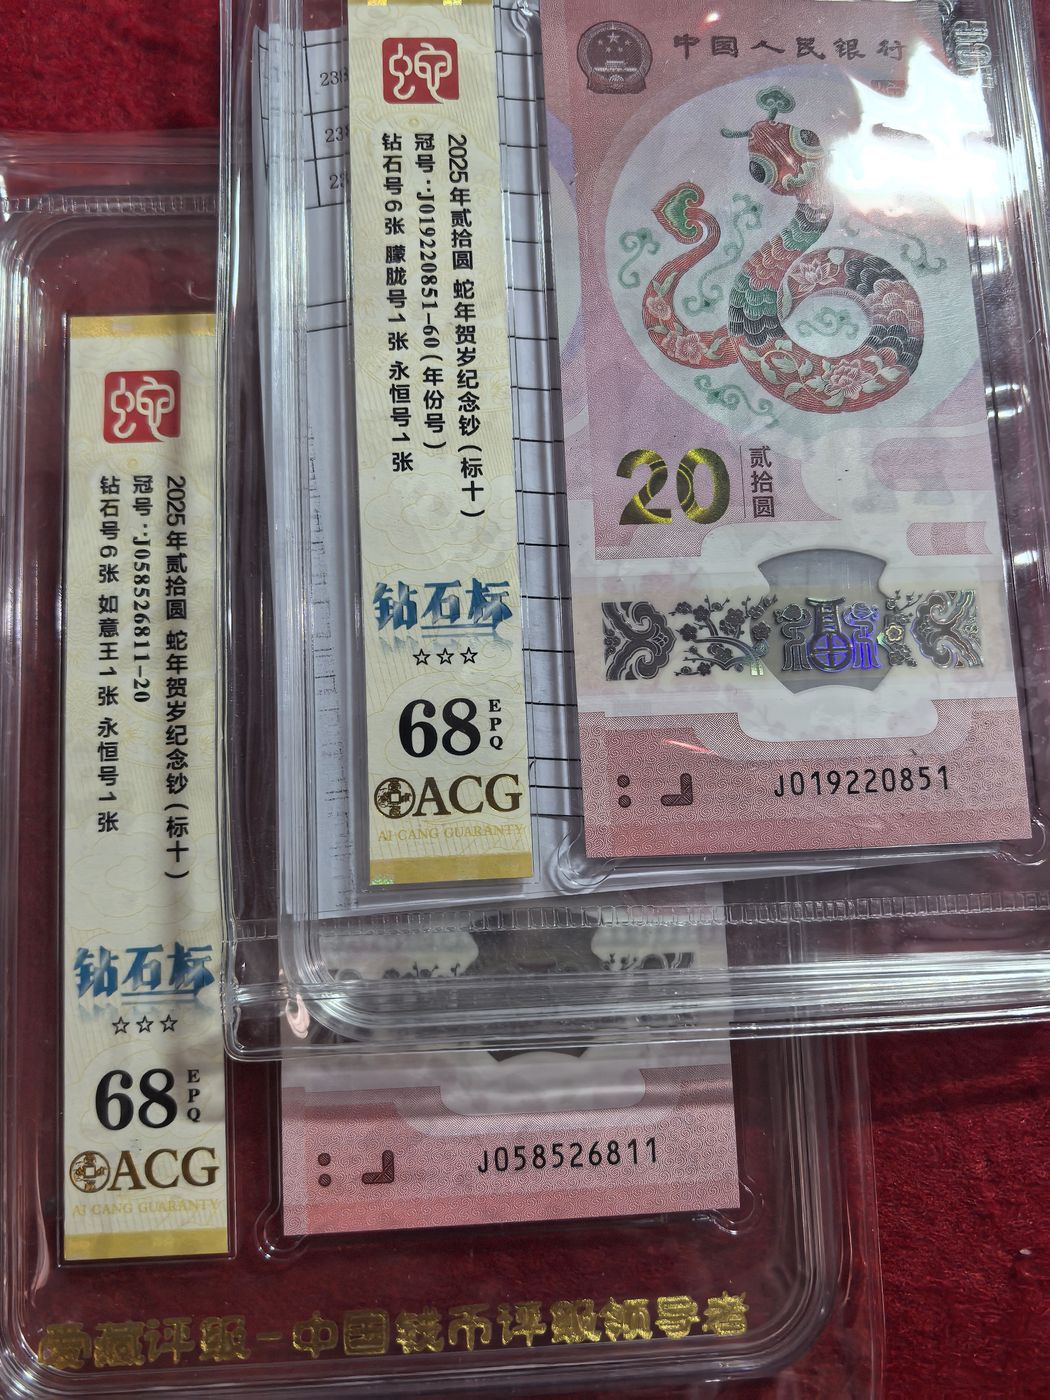 蛇
2025年贰拾圆 蛇年贺岁纪念钞(标十)
冠号:J019220851-60(年份号)
钻石号6张 朦胧号1张 永恒号1张
钻石标
☆☆☆
68
EPQ
ACG
AI CANG GUARANTY
中国人民银行
20
贰拾圆
J019220851
蛇
2025年贰拾圆 蛇年贺岁纪念钞(标十)
冠号:J058526811-20
钻石号6张 如意王1张 永恒号1张
钻石标
☆☆☆
68
EPQ
ACG
AI CANG GUARANTY
J058526811
爱藏评级-中国钱币评级领导者